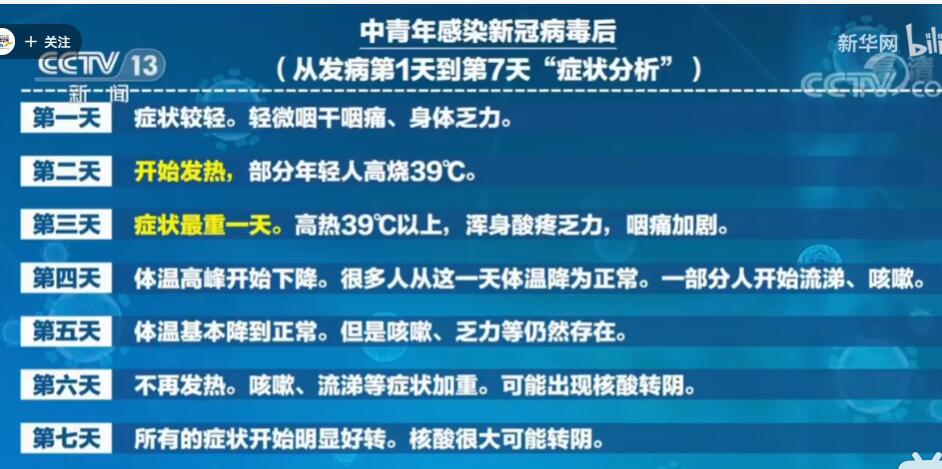 中青年感染新冠病毒后
（从发病第1天到第7天“症状分析”）
+ 关注
CCTV 13
新闻
新华网
bili
高清
CCTV.CO
第一天 症状较轻。轻微咽干咽痛、身体乏力。
第二天 开始发热，部分年轻人高烧39℃。
第三天 症状最重一天。高热39℃以上，浑身酸疼乏力，咽痛加剧。
第四天 体温高峰开始下降。很多人从这一天体温降为正常。一部分人开始流涕、咳嗽。
第五天 体温基本降到正常。但是咳嗽、乏力等仍然存在。
第六天 不再发热。咳嗽、流涕等症状加重。可能出现核酸转阴。
第七天 所有的症状开始明显好转。核酸很大可能转阴。